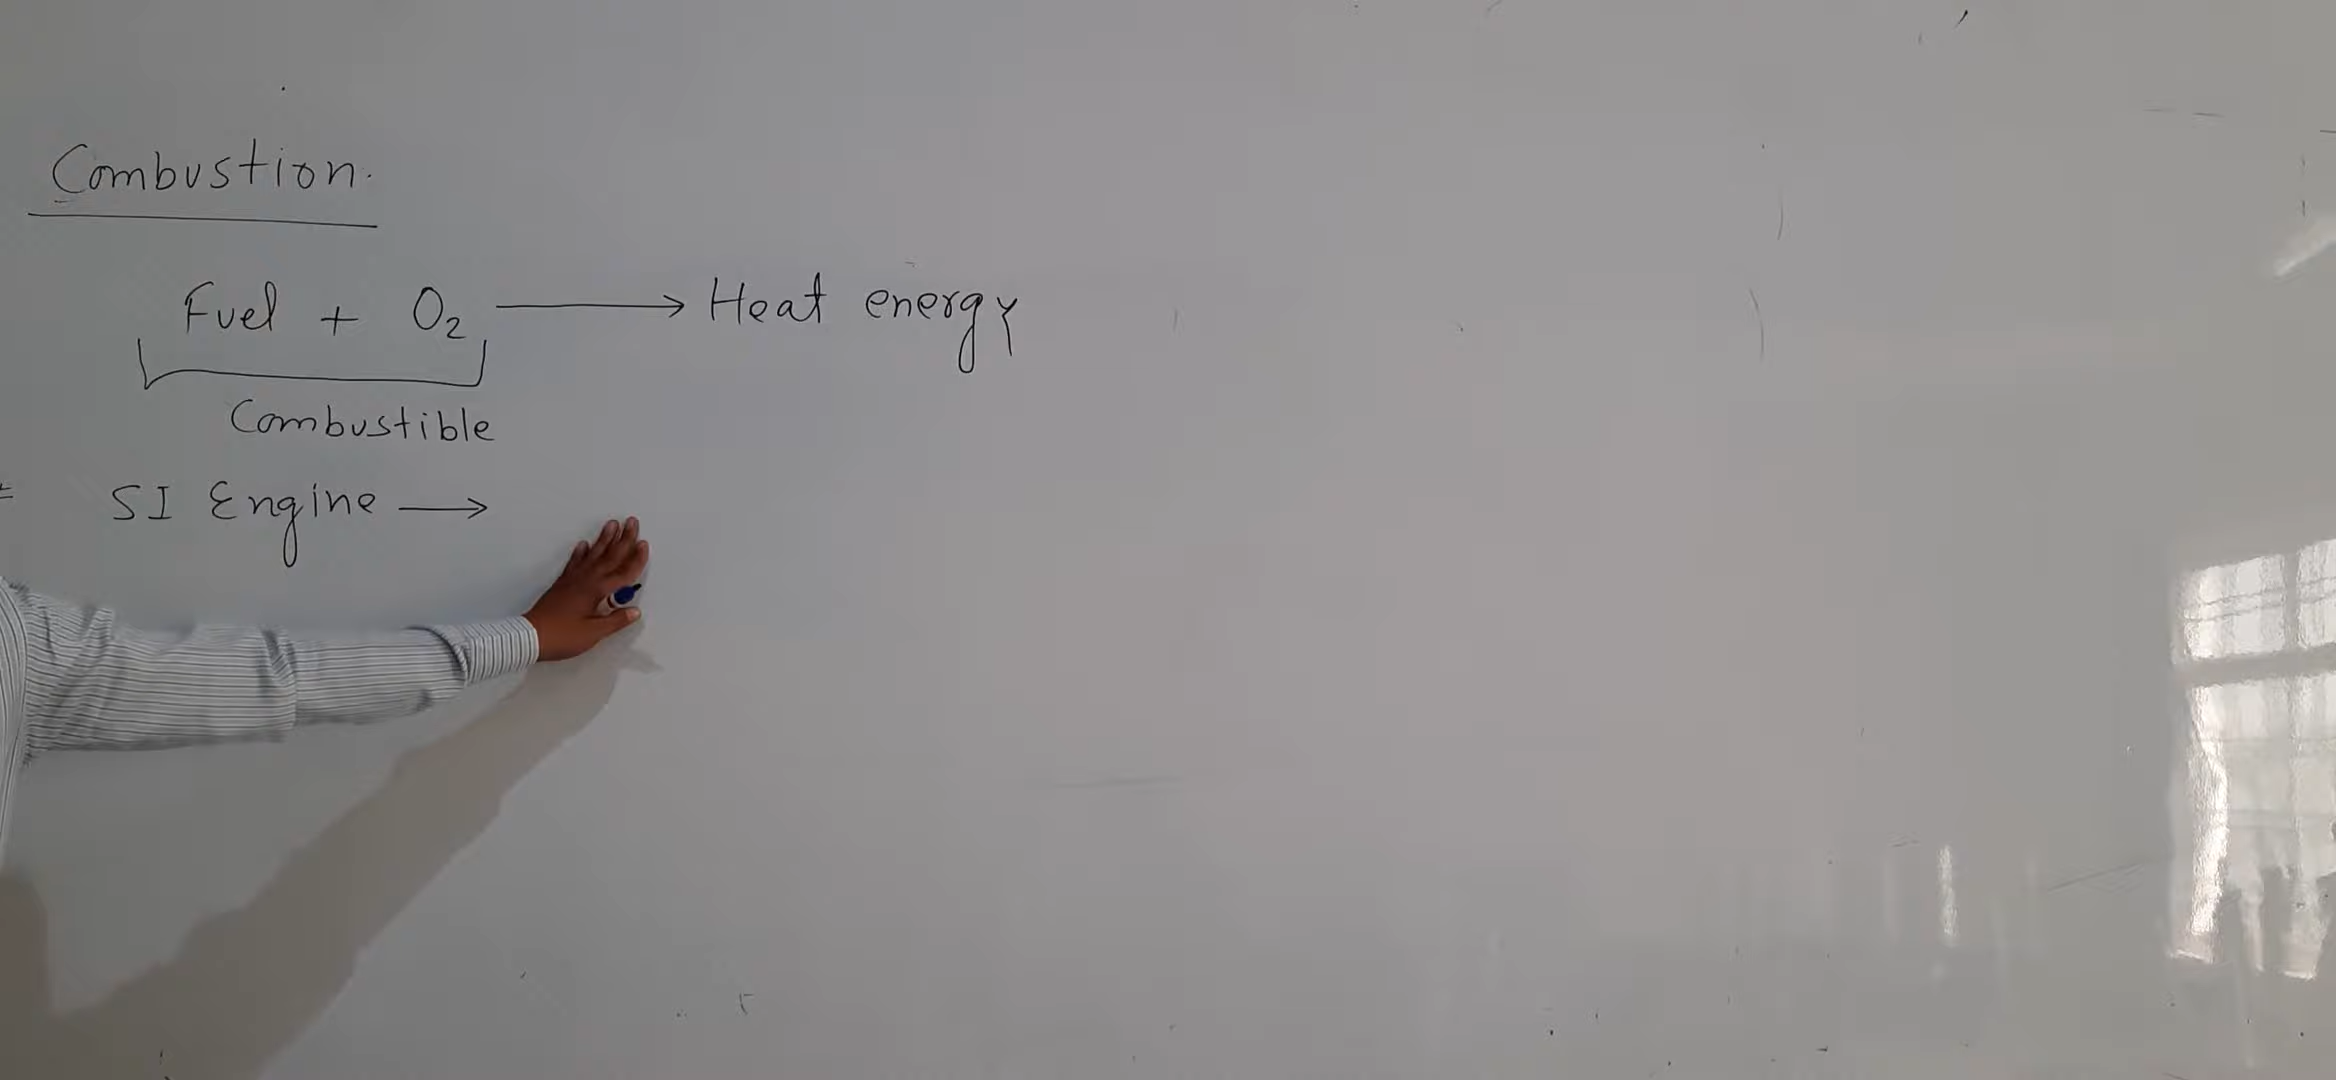 Combustion.
Fuel + O₂ ⟶ Heat energy
Combustible
SI Engine ⟶